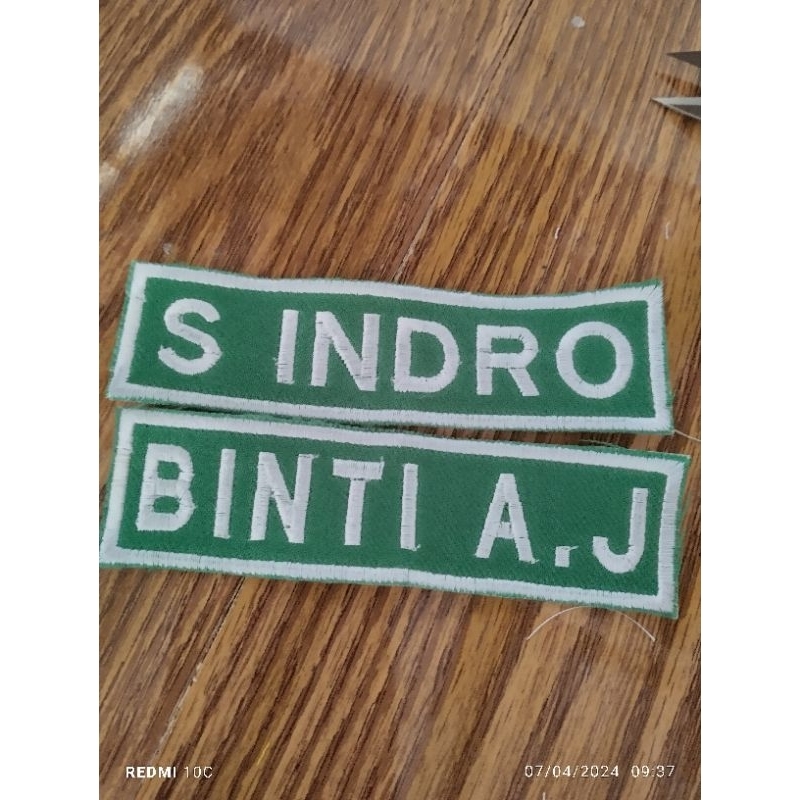 S INDRO
BINTI A.J
REDMI 10C
07/04/2024 09:37